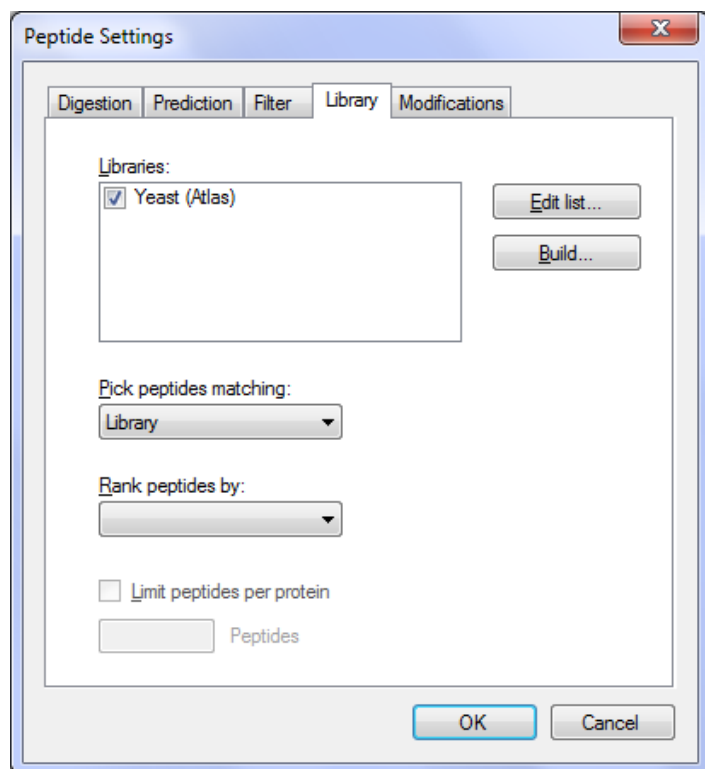 Peptide Settings
X
Digestion Prediction Filter Library Modifications
Libraries:
Yeast (Atlas)
Edit list...
Build...
Pick peptides matching:
Library
Rank peptides by:
Limit peptides per protein
Peptides
OK Cancel